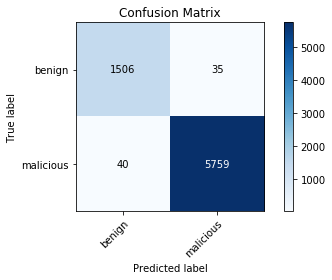 Confusion Matrix
benign
1506
35
malicious
40
5759
True label
benign
malicious
Predicted label
5000
4000
3000
2000
1000